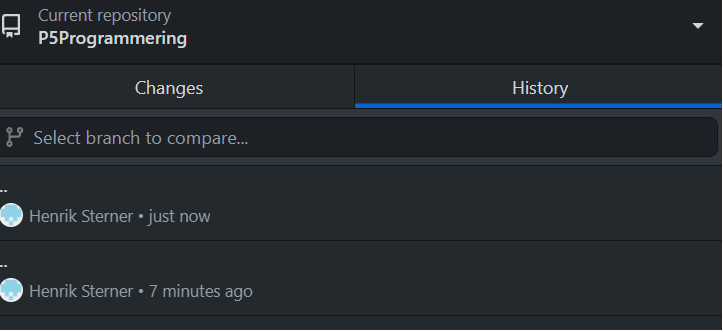 Current repository
P5Programmering
Changes
History
Select branch to compare...
..
Henrik Sterner • just now
..
Henrik Sterner • 7 minutes ago